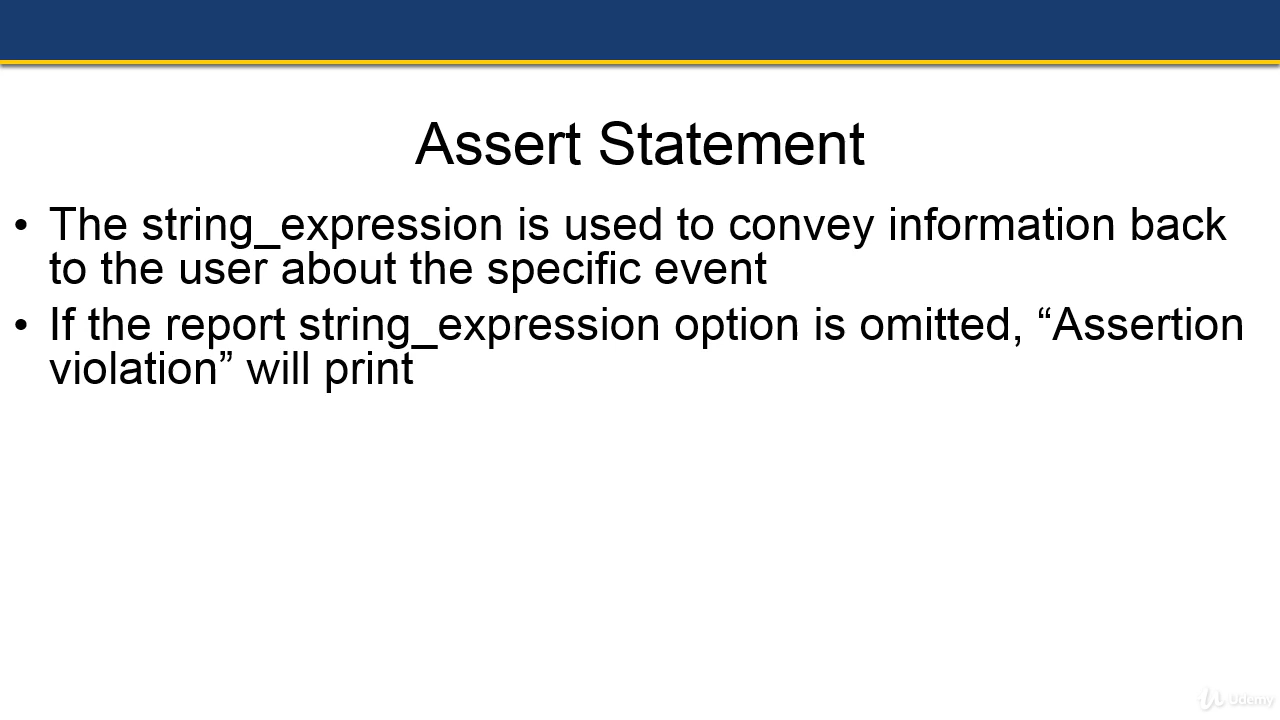 Assert Statement
• The string_expression is used to convey information back
to the user about the specific event
• If the report string_expression option is omitted, “Assertion
violation” will print
Udemy